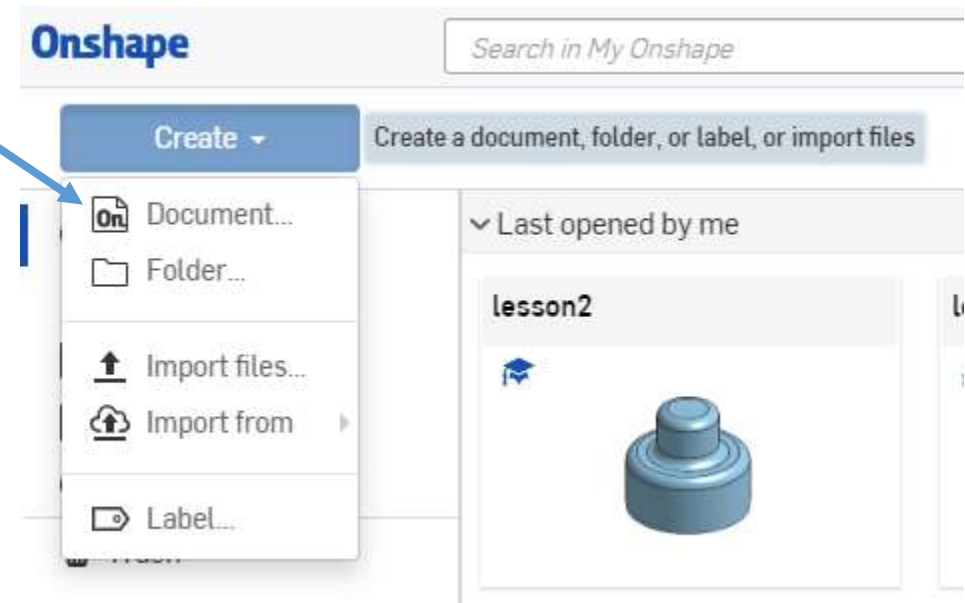 Onshape
Search in My Onshape
Create
Create a document, folder, or label, or import files
On Document...
Folder...
Import files...
Import from
Label...
Last opened by me
lesson2